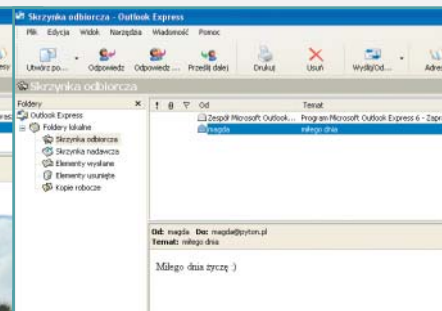 Skrzynka odbiorcza - Outlook Express
Plik Edycja Widok Narzędzia Wiadomość Pomoc
Utwórz po... Odpowiedz Odpowiedz ... Prześlij dalej Drukuj Usuń Wyślij/Od... Adres
Skrzynka odbiorcza
Foldery
Outlook Express
Foldery lokalne
Skrzynka odbiorcza
Skrzynka nadawcza
Elementy wysłane
Elementy usunięte
Kopie robocze
Od Temat
Zespół Microsoft Outlook... Program Microsoft Outlook Express 6 - Zapr
magda miłego dnia
Od: magda Do: magda@pyton.pl
Temat: miłego dnia
Miłego dnia życzę :)